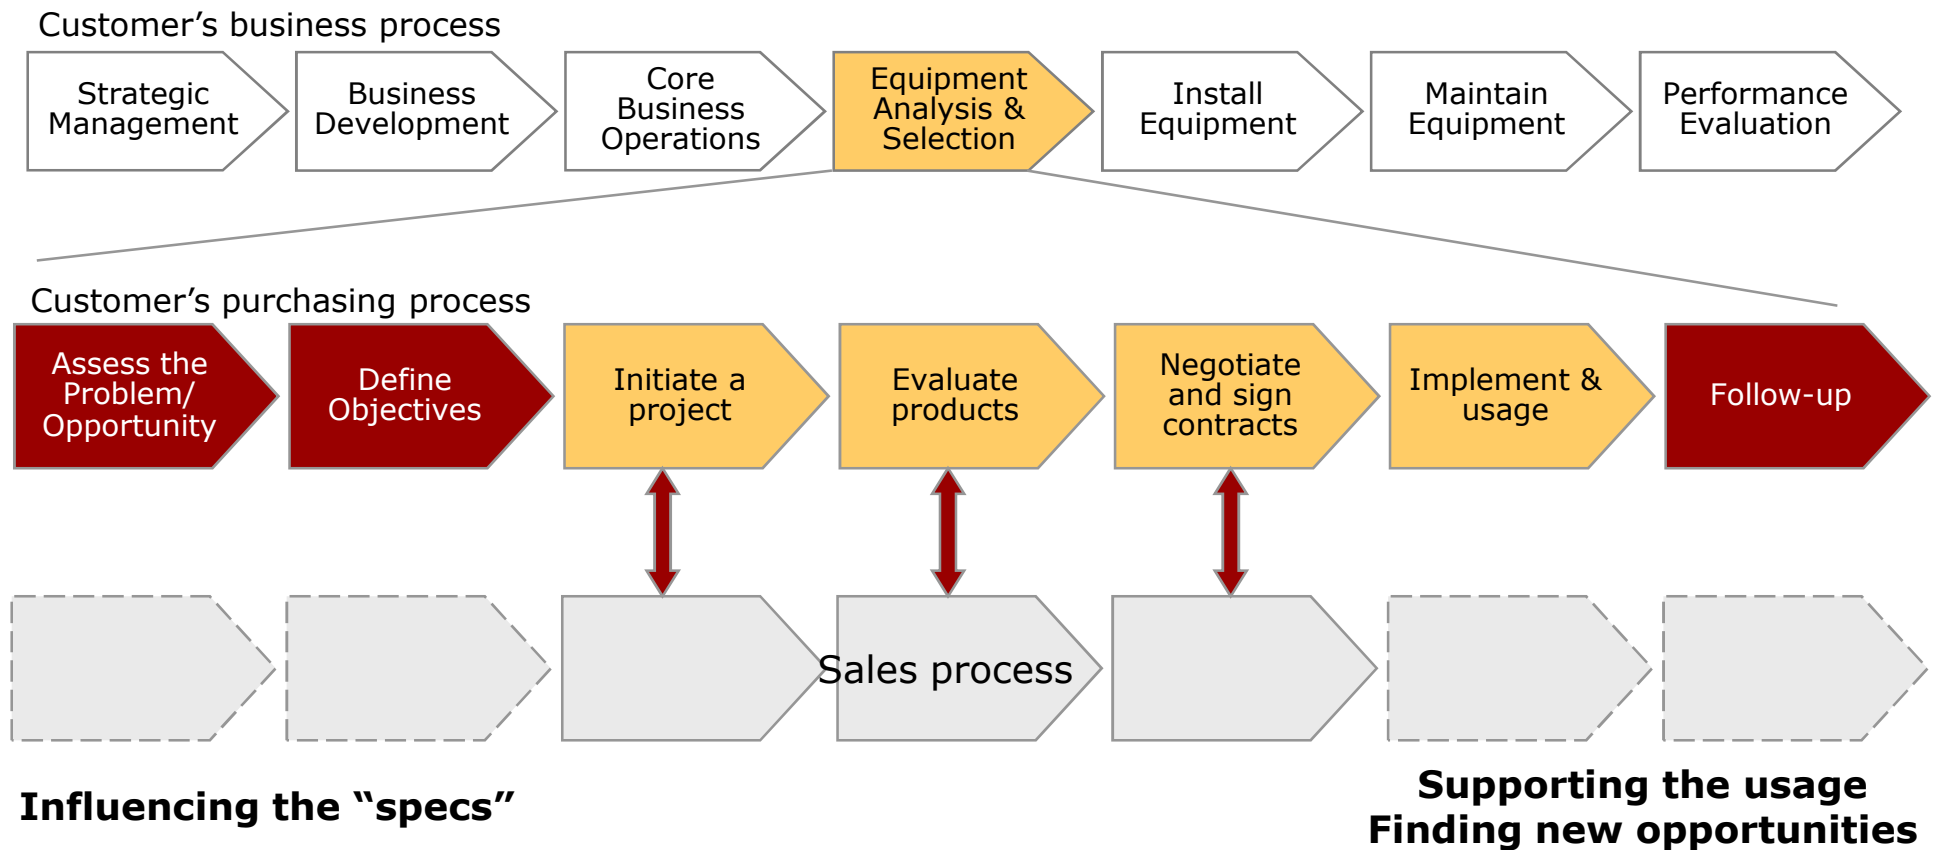 Customer’s business process
Strategic
Management
Business
Development
Core
Business
Operations
Equipment
Analysis &
Selection
Install
Equipment
Maintain
Equipment
Performance
Evaluation
Customer’s purchasing process
Assess the
Problem/
Opportunity
Define
Objectives
Initiate a
project
Evaluate
products
Negotiate
and sign
contracts
Implement &
usage
Follow-up
Sales process
Influencing the “specs”
Supporting the usage
Finding new opportunities